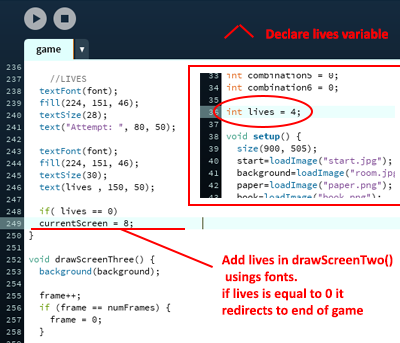 Declare lives variable
game
236
237 //LIVES
238 textFont(font);
239 fill(224, 151, 46);
240 textSize(28);
241 text("Attempt: ", 80, 50);
242
243 textFont(font);
244 fill(224, 151, 46);
245 textSize(30);
246 text(lives , 150, 50);
247
248 if( lives == 0)
249 currentScreen = 8;
250 }
251
252 void drawScreenThree() {
253 background(background);
254
255 frame++;
256 if (frame == numFrames) {
257 frame = 0;
258 }
33 int combination5 = 0;
34 int combination6 = 0;
35
36 int lives = 4;
37
38 void setup() {
39 size(900, 505);
40 start=loadImage("start.jpg");
41 background=loadImage("room.jpg
42 paper=loadImage("paper.png");
43 book=loadImage("book.png");
Add lives in drawScreenTwo()
usings fonts.
if lives is equal to 0 it
redirects to end of game